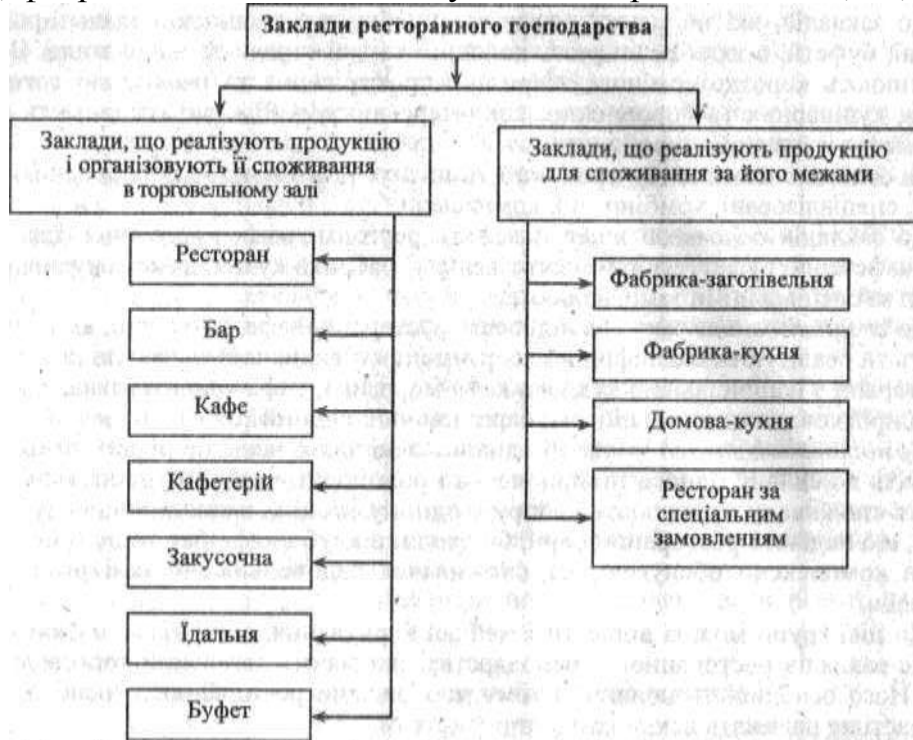 Заклади ресторанного господарства
Заклади, що реалізують продукцію
і організовують її споживання
в торговельному залі
Ресторан
Бар
Кафе
Кафетерій
Закусочна
Їдальня
Буфет
Заклади, що реалізують продукцію
для споживання за його межами
Фабрика-заготівельня
Фабрика-кухня
Домова-кухня
Ресторан за
спеціальним
замовленням